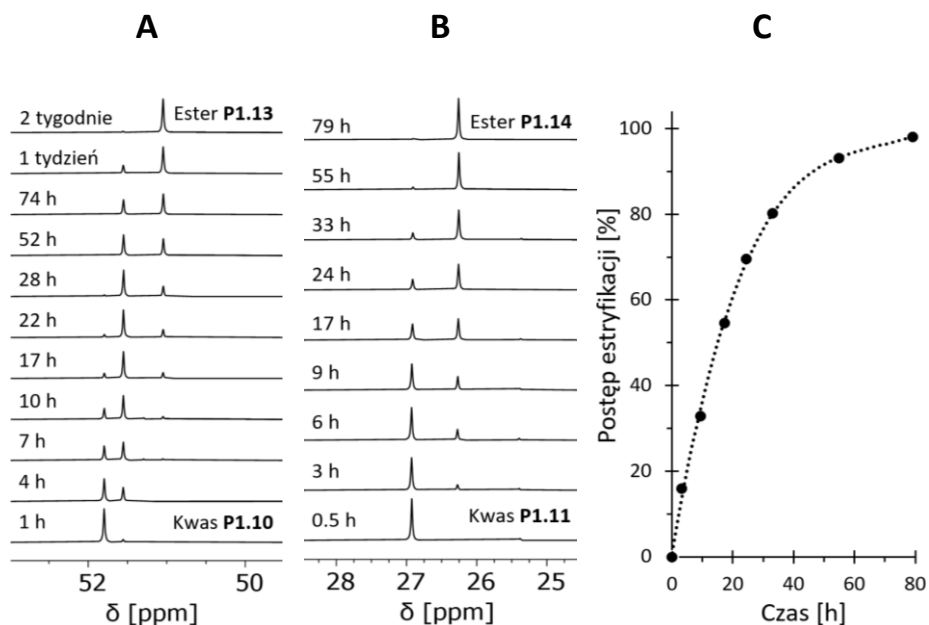 A
B
C
2 tygodnie
Ester P1.13
1 tydzień
74 h
52 h
28 h
22 h
17 h
10 h
7 h
4 h
1 h
Kwas P1.10
52
50
δ [ppm]
79 h
Ester P1.14
55 h
33 h
24 h
17 h
9 h
6 h
3 h
0.5 h
Kwas P1.11
28
27
26
25
δ [ppm]
Postęp estryfikacji [%]
100
80
60
40
20
0
0
20
40
60
80
Czas [h]